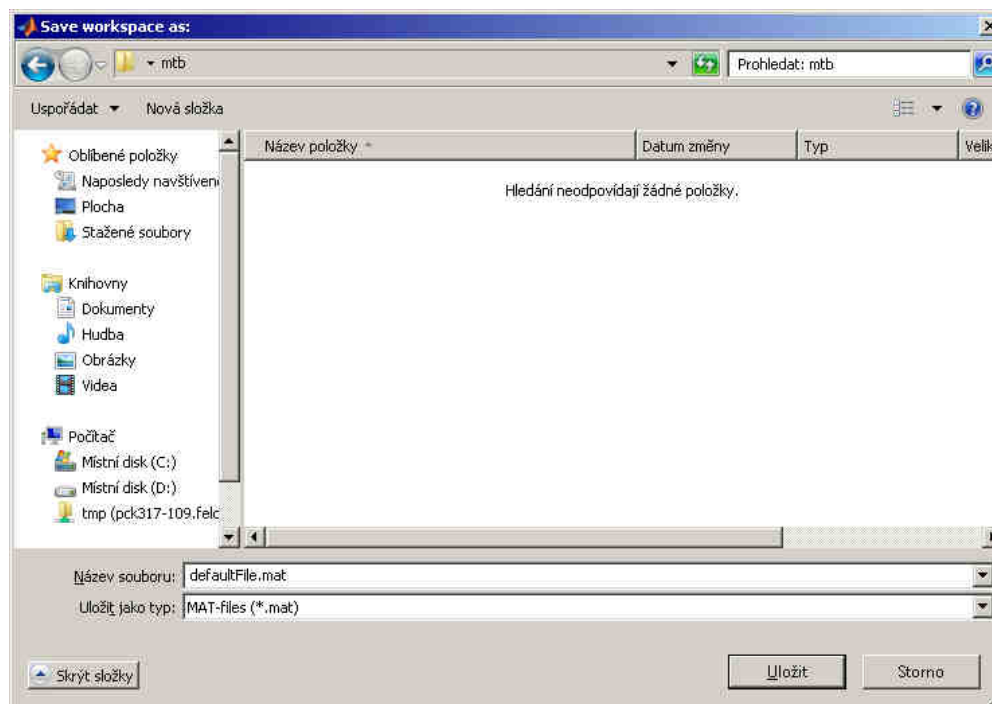 Save workspace as:
mtb
Prohledat: mtb
Uspořádat
Nová složka
Název položky
Datum změny
Typ
Velik
Hledání neodpovídají žádné položky.
Oblíbené položky
Naposledy navštíven
Plocha
Stažené soubory
Knihovny
Dokumenty
Hudba
Obrázky
Videa
Počítač
Místní disk (C:)
Místní disk (D:)
tmp (pck317-109.felc
Název souboru: defaultFile.mat
Uložit jako typ: MAT-files (*.mat)
Skrýt složky
Uložit
Storno